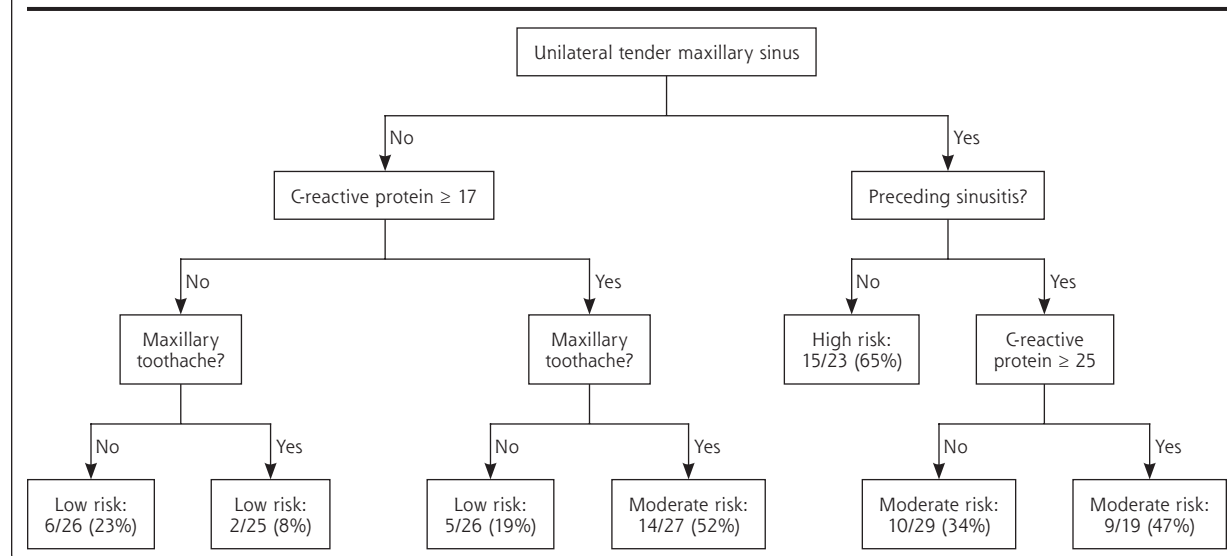 Unilateral tender maxillary sinus
No
Yes
C-reactive protein ≥ 17
Preceding sinusitis?
No
Yes
No
Yes
Maxillary
toothache?
Maxillary
toothache?
High risk:
15/23 (65%)
C-reactive
protein ≥ 25
No
Yes
No
Yes
No
Yes
Low risk:
6/26 (23%)
Low risk:
2/25 (8%)
Low risk:
5/26 (19%)
Moderate risk:
14/27 (52%)
Moderate risk:
10/29 (34%)
Moderate risk:
9/19 (47%)